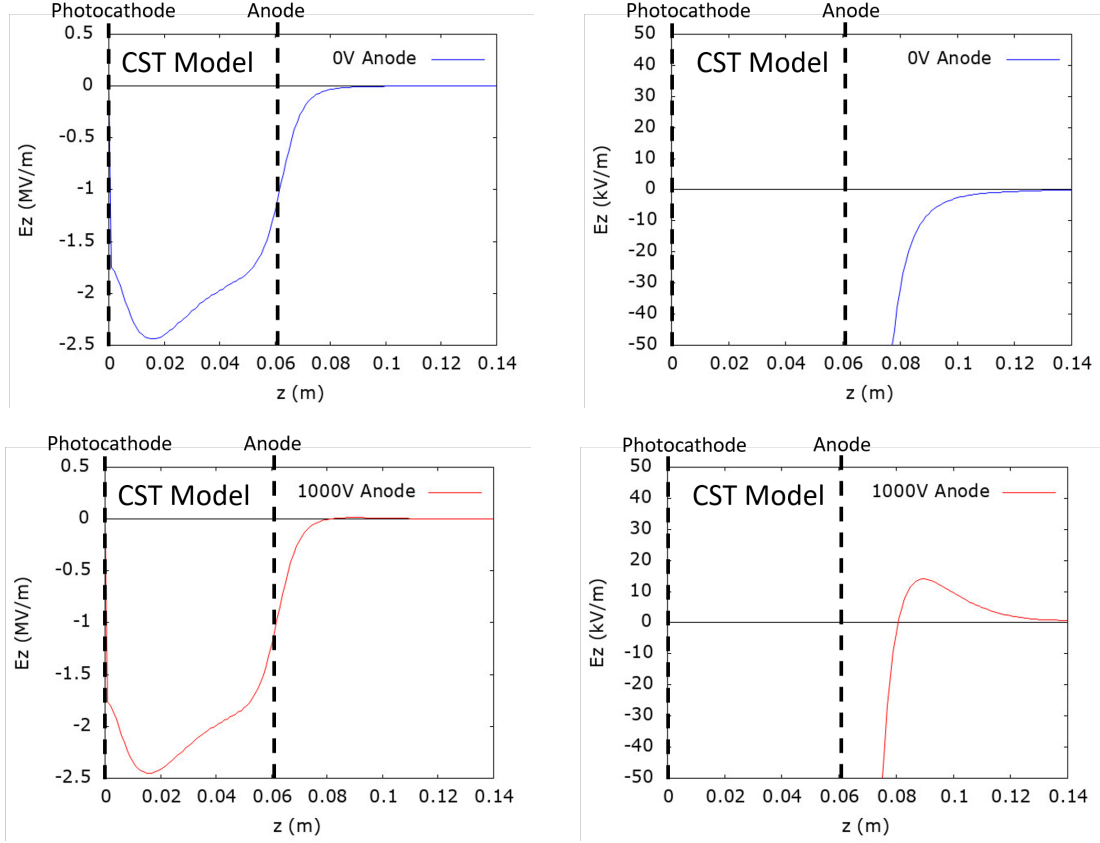 Photocathode Anode
0.5
CST Model
0V Anode
0
-0.5
-1
-1.5
-2
-2.5
Ez (MV/m)
0 0.02 0.04 0.06 0.08 0.1 0.12 0.14
z (m)
Photocathode Anode
50
CST Model
0V Anode
40
30
20
10
0
-10
-20
-30
-40
-50
Ez (kV/m)
0 0.02 0.04 0.06 0.08 0.1 0.12 0.14
z (m)
Photocathode Anode
0.5
CST Model
1000V Anode
0
-0.5
-1
-1.5
-2
-2.5
Ez (MV/m)
0 0.02 0.04 0.06 0.08 0.1 0.12 0.14
z (m)
Photocathode Anode
50
CST Model
1000V Anode
40
30
20
10
0
-10
-20
-30
-40
-50
Ez (kV/m)
0 0.02 0.04 0.06 0.08 0.1 0.12 0.14
z (m)